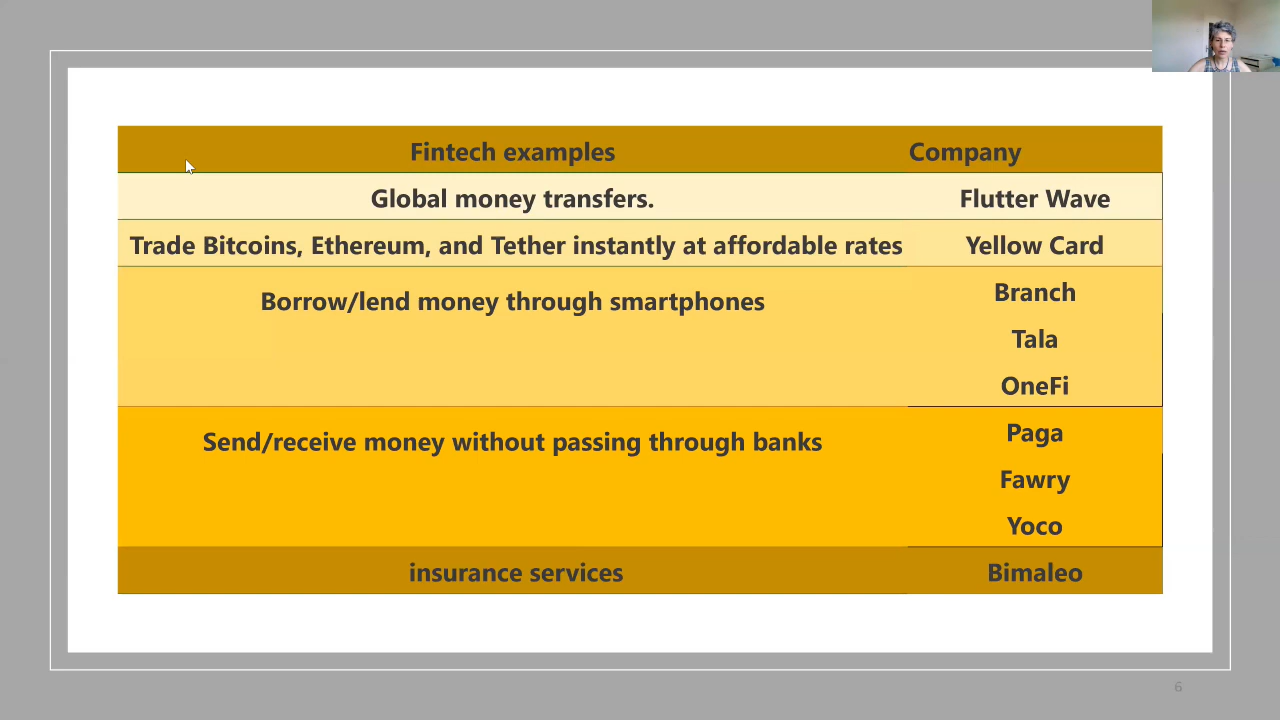 Fintech examples Company
Global money transfers. Flutter Wave
Trade Bitcoins, Ethereum, and Tether instantly at affordable rates Yellow Card
Borrow/lend money through smartphones Branch
Tala
OneFi
Send/receive money without passing through banks Paga
Fawry
Yoco
insurance services Bimaleo
6